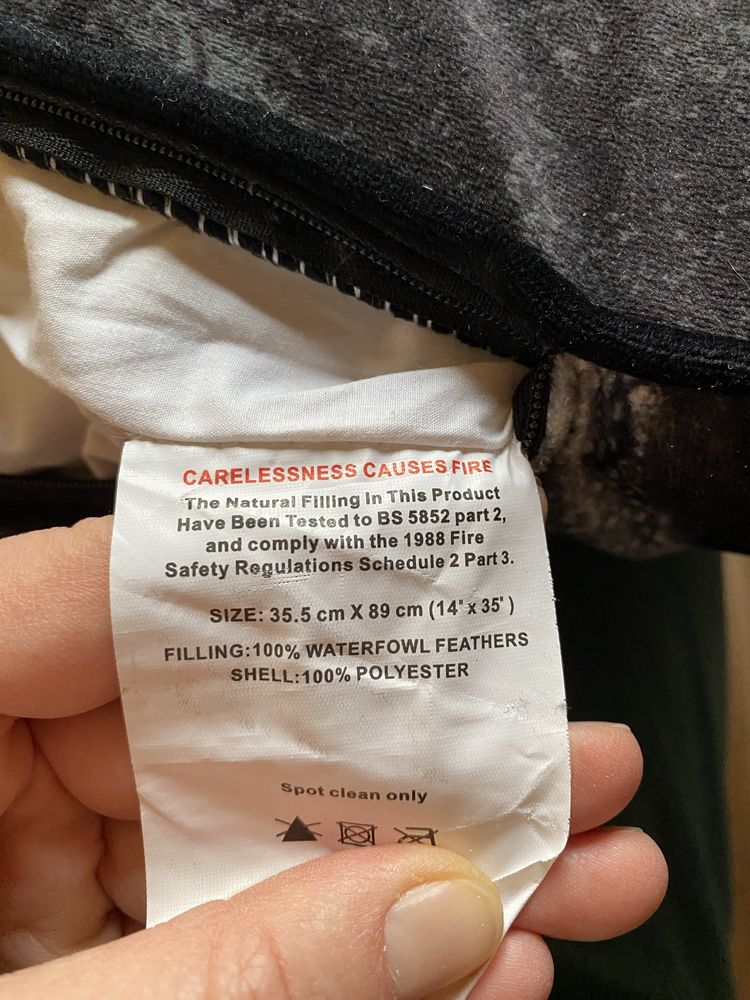 CARELESSNESS CAUSES FIRE
The Natural Filling In This Product
Have Been Tested to BS 5852 part 2,
and comply with the 1988 Fire
Safety Regulations Schedule 2 Part 3.
SIZE: 35.5 cm X 89 cm (14" x 35")
FILLING:100% WATERFOWL FEATHERS
SHELL:100% POLYESTER
Spot clean only